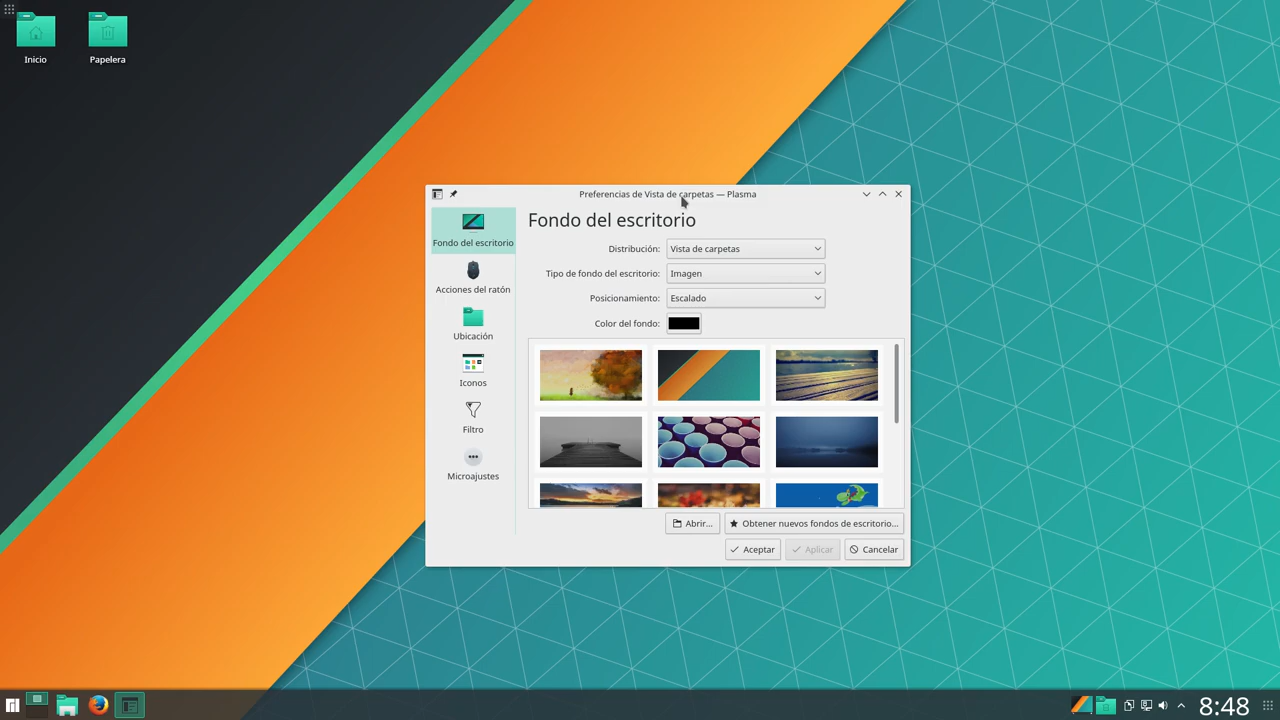 Inicio
Papelera
Preferencias de Vista de carpetas — Plasma
Fondo del escritorio
Acciones del ratón
Ubicación
Iconos
Filtro
Microajustes
Fondo del escritorio
Distribución: Vista de carpetas
Tipo de fondo del escritorio: Imagen
Posicionamiento: Escalado
Color del fondo:
Abrir... Obtener nuevos fondos de escritorio...
Aceptar Aplicar Cancelar
8:48